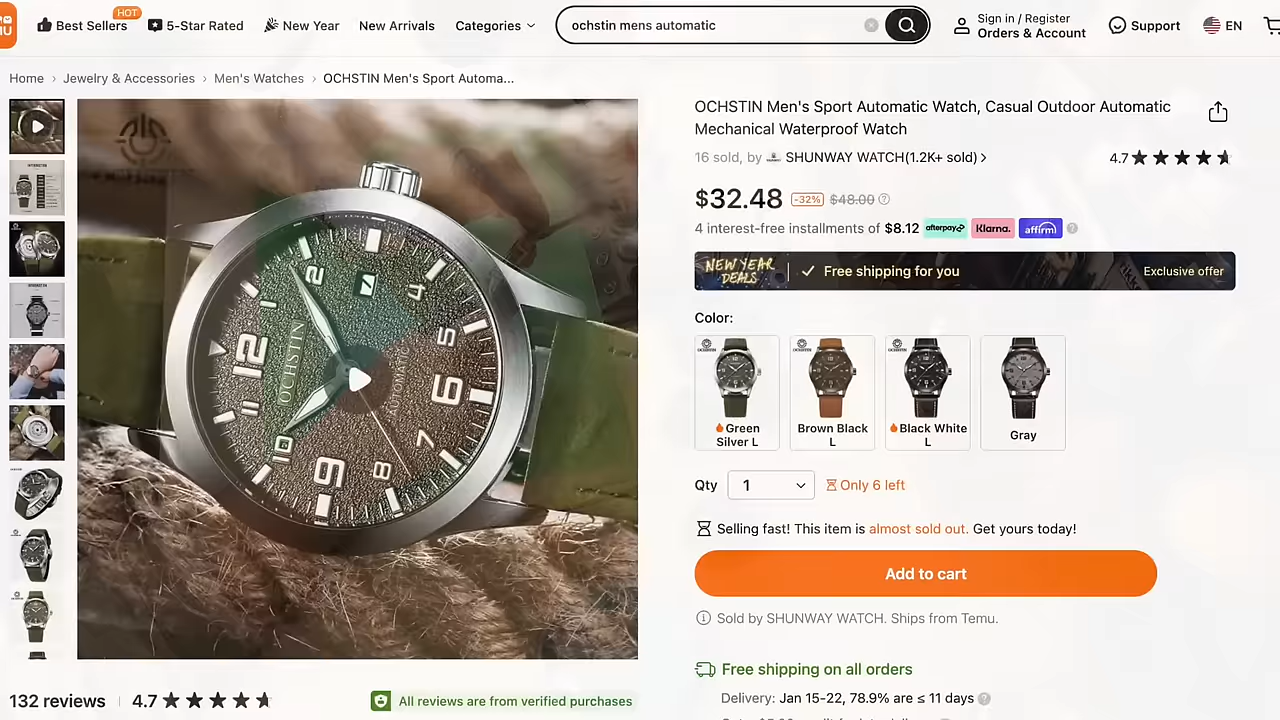 MU
Best Sellers
HOT
5-Star Rated
New Year
New Arrivals
Categories
ochstin mens automatic
Sign in / Register
Orders & Account
Support
EN
Home › Jewelry & Accessories › Men's Watches › OCHSTIN Men's Sport Automa...
OCHSTIN
AUTOMATIC
12
1
2
4
5
6
7
8
9
10
11
7
OCHSTIN Men's Sport Automatic Watch, Casual Outdoor Automatic
Mechanical Waterproof Watch
16 sold, by SHUNWAY WATCH(1.2K+ sold) ›
4.7
$32.48 -32% $48.00
4 interest-free installments of $8.12 afterpay Klarna. affirm
NEW YEAR
DEALS
Free shipping for you
Exclusive offer
Color:
Green
Silver L
Brown Black
L
Black White
L
Gray
Qty 1 Only 6 left
Selling fast! This item is almost sold out. Get yours today!
Add to cart
Sold by SHUNWAY WATCH. Ships from Temu.
Free shipping on all orders
Delivery: Jan 15-22, 78.9% are ≤ 11 days
132 reviews 4.7
All reviews are from verified purchases